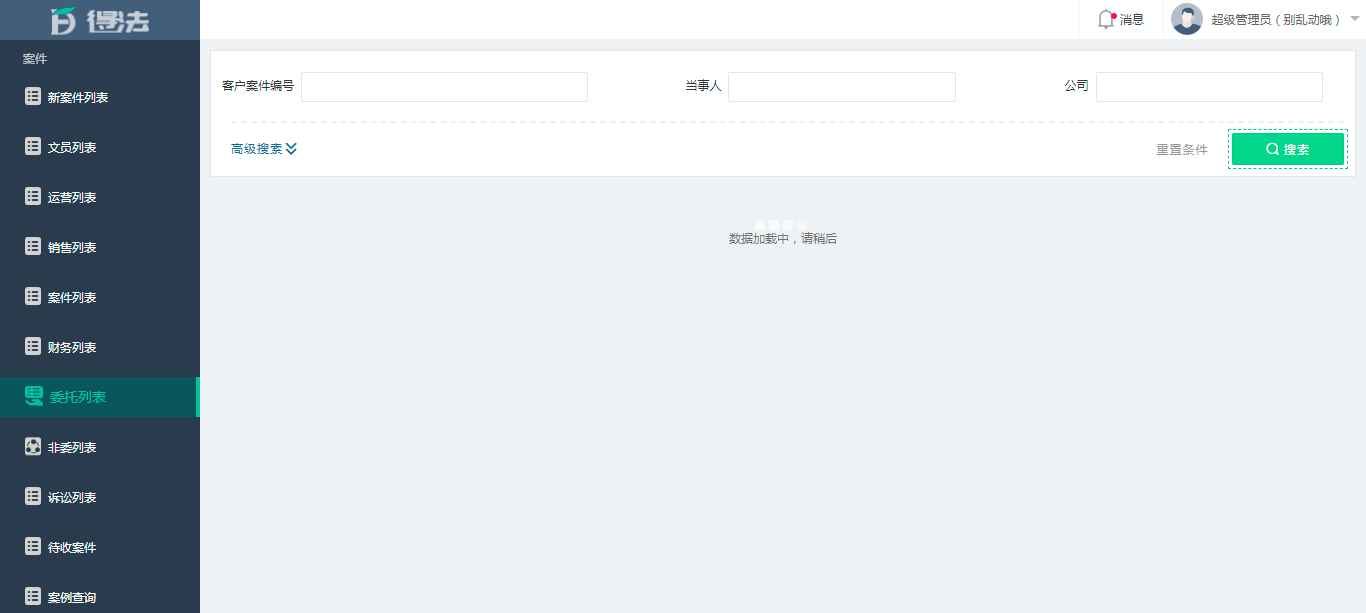 得法
消息
超级管理员（别乱动哦）
案件
新案件列表
文员列表
运营列表
销售列表
案件列表
财务列表
委托列表
非委列表
诉讼列表
待收案件
案例查询
客户案件编号
当事人
公司
高级搜索
重置条件
搜索
数据加载中，请稍后